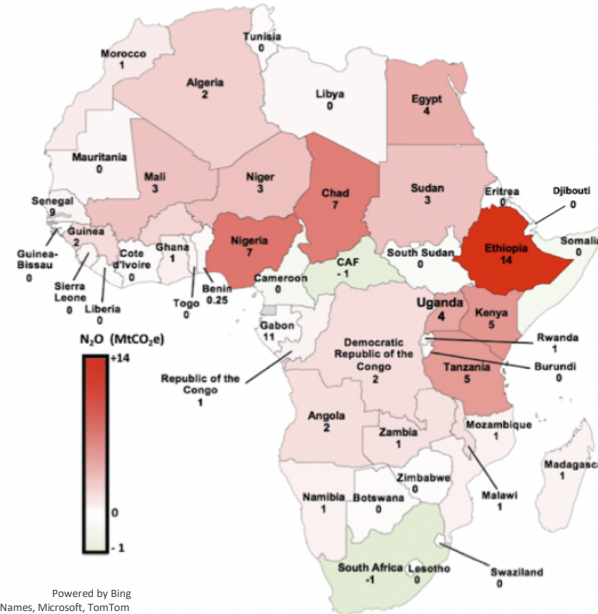 Tunisia
0
Morocco
1
Algeria
2
Libya
0
Egypt
4
Mauritania
0
Mali
3
Niger
3
Chad
7
Sudan
3
Eritrea
0
Djibouti
0
Senegal
9
Guinea
2
Guinea-
Bissau
0
Sierra
Leone
0
Liberia
0
Cote
d'Ivoire
0
Ghana
1
Togo
0
Benin
0.25
Nigeria
7
Cameroon
0
CAF
- 1
South Sudan
0
Ethiopia
14
Somali
0
Uganda
4
Kenya
5
Gabon
11
Republic of the
Congo
1
Democratic
Republic of the
Congo
2
Rwanda
1
Burundi
0
Tanzania
5
Angola
2
Zambia
1
Mozambique
1
Malawi
1
Madagasc
1
Zimbabwe
0
Namibia
1
Botswana
0
South Africa
-1
Lesotho
0
Swaziland
0
N₂O (MtCO₂e)
+14
0
- 1
Powered by Bing
Names, Microsoft, TomTom